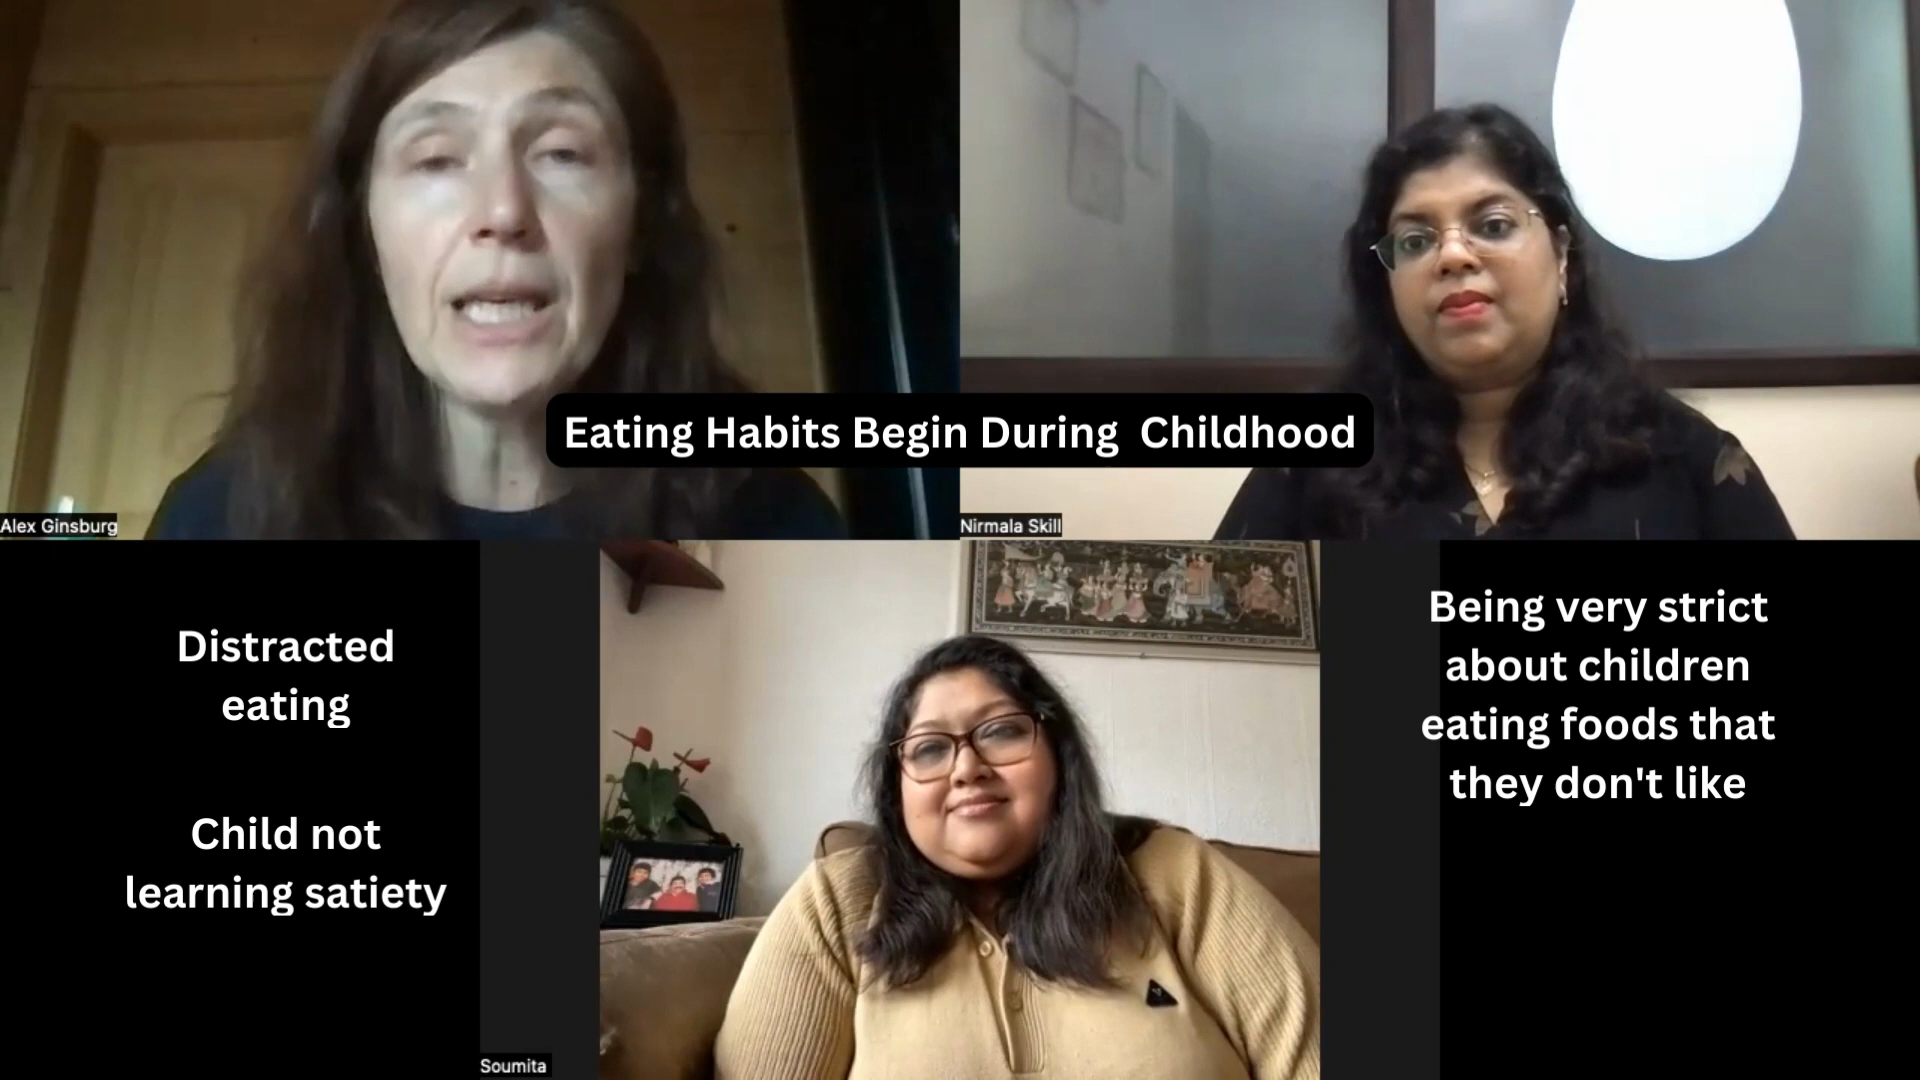 Eating Habits Begin During  Childhood
Alex Ginsburg
Nirmala Skill
Distracted
eating
Child not
learning satiety
Being very strict
about children
eating foods that
they don't like
Soumita